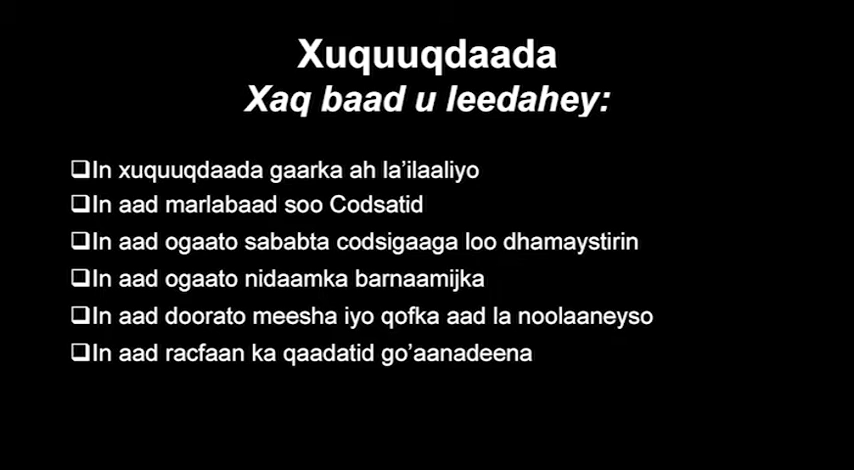 Xuquuqdaada
Xaq baad u leedahey:
❑In xuquuqdaada gaarka ah la’ilaaliyo
❑In aad marlabaad soo Codsatid
❑In aad ogaato sababta codsigaaga loo dhamaystirin
❑In aad ogaato nidaamka barnaamijka
❑In aad doorato meesha iyo qofka aad la noolaaneyso
❑In aad racfaan ka qaadatid go’aanadeena